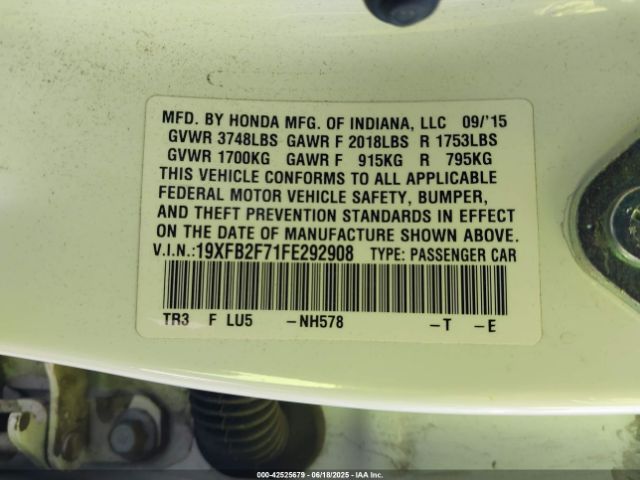 MFD. BY HONDA MFG. OF INDIANA, LLC 09/'15
GVWR 3748LBS GAWR F 2018LBS R 1753LBS
GVWR 1700KG GAWR F 915KG R 795KG
THIS VEHICLE CONFORMS TO ALL APPLICABLE
FEDERAL MOTOR VEHICLE SAFETY, BUMPER,
AND THEFT PREVENTION STANDARDS IN EFFECT
ON THE DATE OF MANUFACTURE SHOWN ABOVE.
V.I.N.:19XFB2F71FE292908 TYPE: PASSENGER CAR
TR3 F LU5 -NH578 -T -E
000-42525679 - 06/18/2025 - IAA Inc.